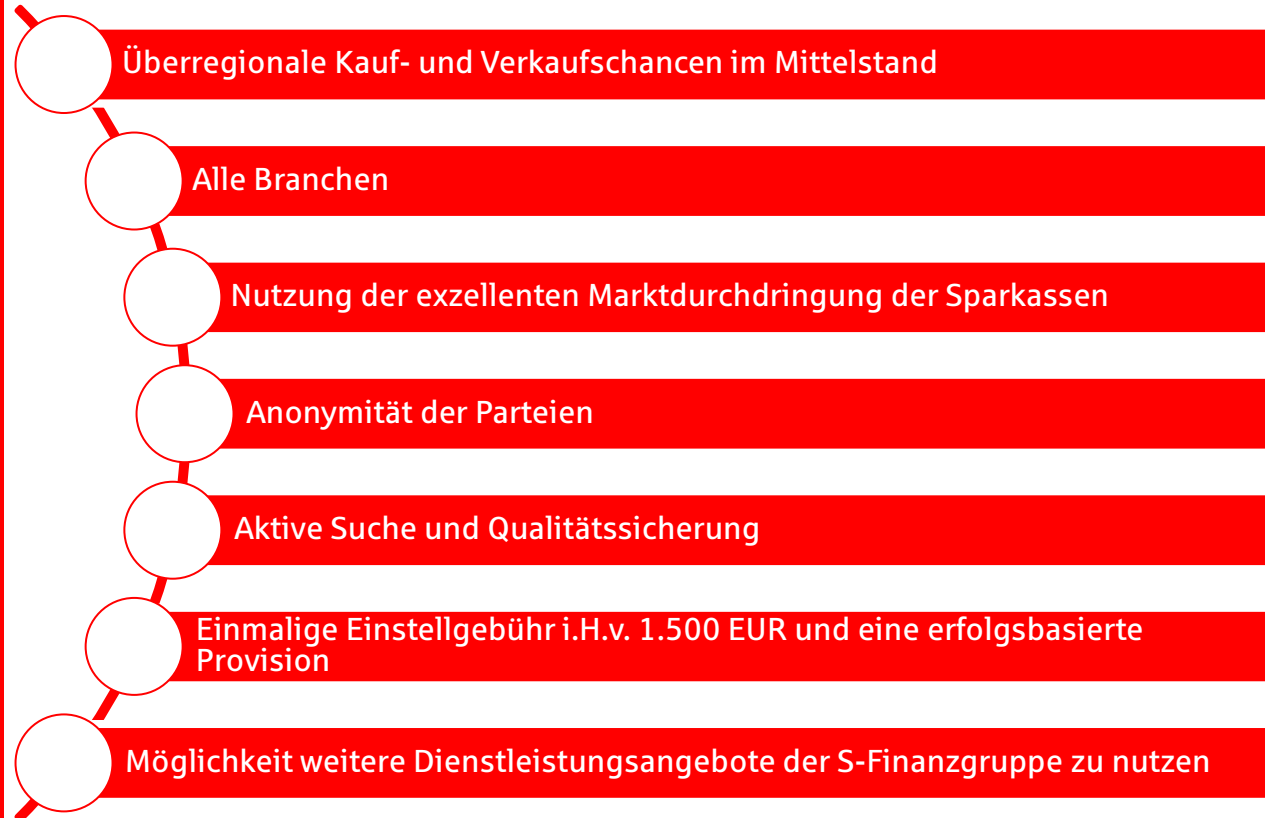 Überregionale Kauf- und Verkaufschancen im Mittelstand
Alle Branchen
Nutzung der exzellenten Marktdurchdringung der Sparkassen
Anonymität der Parteien
Aktive Suche und Qualitätssicherung
Einmalige Einstellgebühr i.H.v. 1.500 EUR und eine erfolgsbasierte
Provision
Möglichkeit weitere Dienstleistungsangebote der S-Finanzgruppe zu nutzen